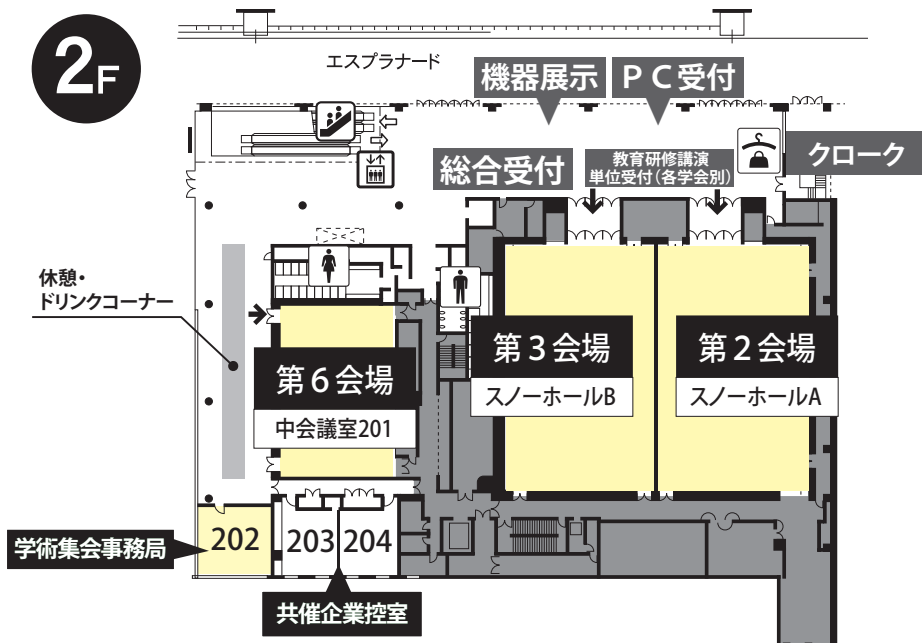 2F
エスプラナード
機器展示
ＰＣ受付
総合受付
教育研修講演
単位受付（各学会別）
クローク
休憩・
ドリンクコーナー
第６会場
中会議室201
第３会場
スノーホールB
第２会場
スノーホールA
学術集会事務局
202
203
204
共催企業控室